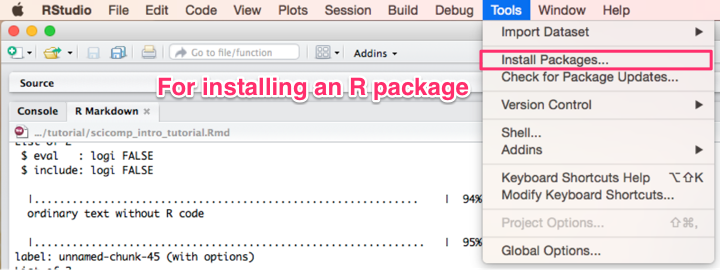 RStudio File Code View Plots Session Build Debug Tools Window Help
Go to file/function
Addins
Source
For installing an R package
Console R Markdown
.../tutorial/scicomp_intro_tutorial.Rmd
$ eval : logi FALSE
$ include: logi FALSE
|................................................................ | 94%
ordinary text without R code
|................................................................. | 95%
label: unnamed-chunk-45 (with options)
Import Dataset
Install Packages...
Check for Package Updates...
Version Control
Shell...
Addins
Keyboard Shortcuts Help ⌥⇧K
Modify Keyboard Shortcuts...
Project Options... ⇧⌘,
Global Options...